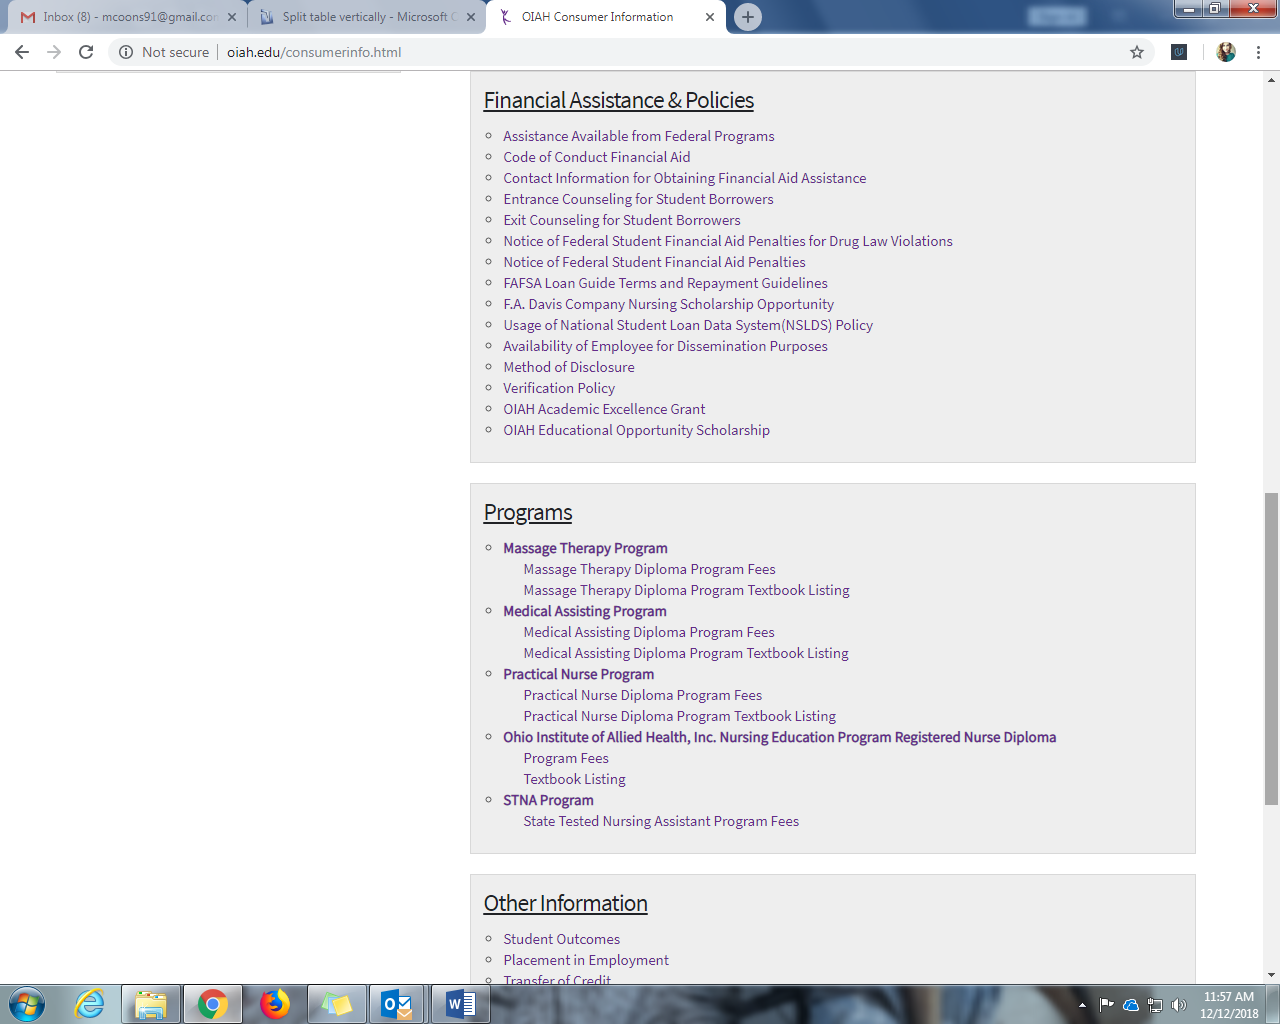 Inbox (8) - mcoons91@gmail.con
Split table vertically - Microsoft C
OIAH Consumer Information
Not secure
oiah.edu/consumerinfo.html
Financial Assistance & Policies
Assistance Available from Federal Programs
Code of Conduct Financial Aid
Contact Information for Obtaining Financial Aid Assistance
Entrance Counseling for Student Borrowers
Exit Counseling for Student Borrowers
Notice of Federal Student Financial Aid Penalties for Drug Law Violations
Notice of Federal Student Financial Aid Penalties
FAFSA Loan Guide Terms and Repayment Guidelines
F.A. Davis Company Nursing Scholarship Opportunity
Usage of National Student Loan Data System(NSLDS) Policy
Availability of Employee for Dissemination Purposes
Method of Disclosure
Verification Policy
OIAH Academic Excellence Grant
OIAH Educational Opportunity Scholarship
Programs
Massage Therapy Program
Massage Therapy Diploma Program Fees
Massage Therapy Diploma Program Textbook Listing
Medical Assisting Program
Medical Assisting Diploma Program Fees
Medical Assisting Diploma Program Textbook Listing
Practical Nurse Program
Practical Nurse Diploma Program Fees
Practical Nurse Diploma Program Textbook Listing
Ohio Institute of Allied Health, Inc. Nursing Education Program Registered Nurse Diploma
Program Fees
Textbook Listing
STNA Program
State Tested Nursing Assistant Program Fees
Other Information
Student Outcomes
Placement in Employment
Transfer of Credit
11:57 AM
12/12/2018